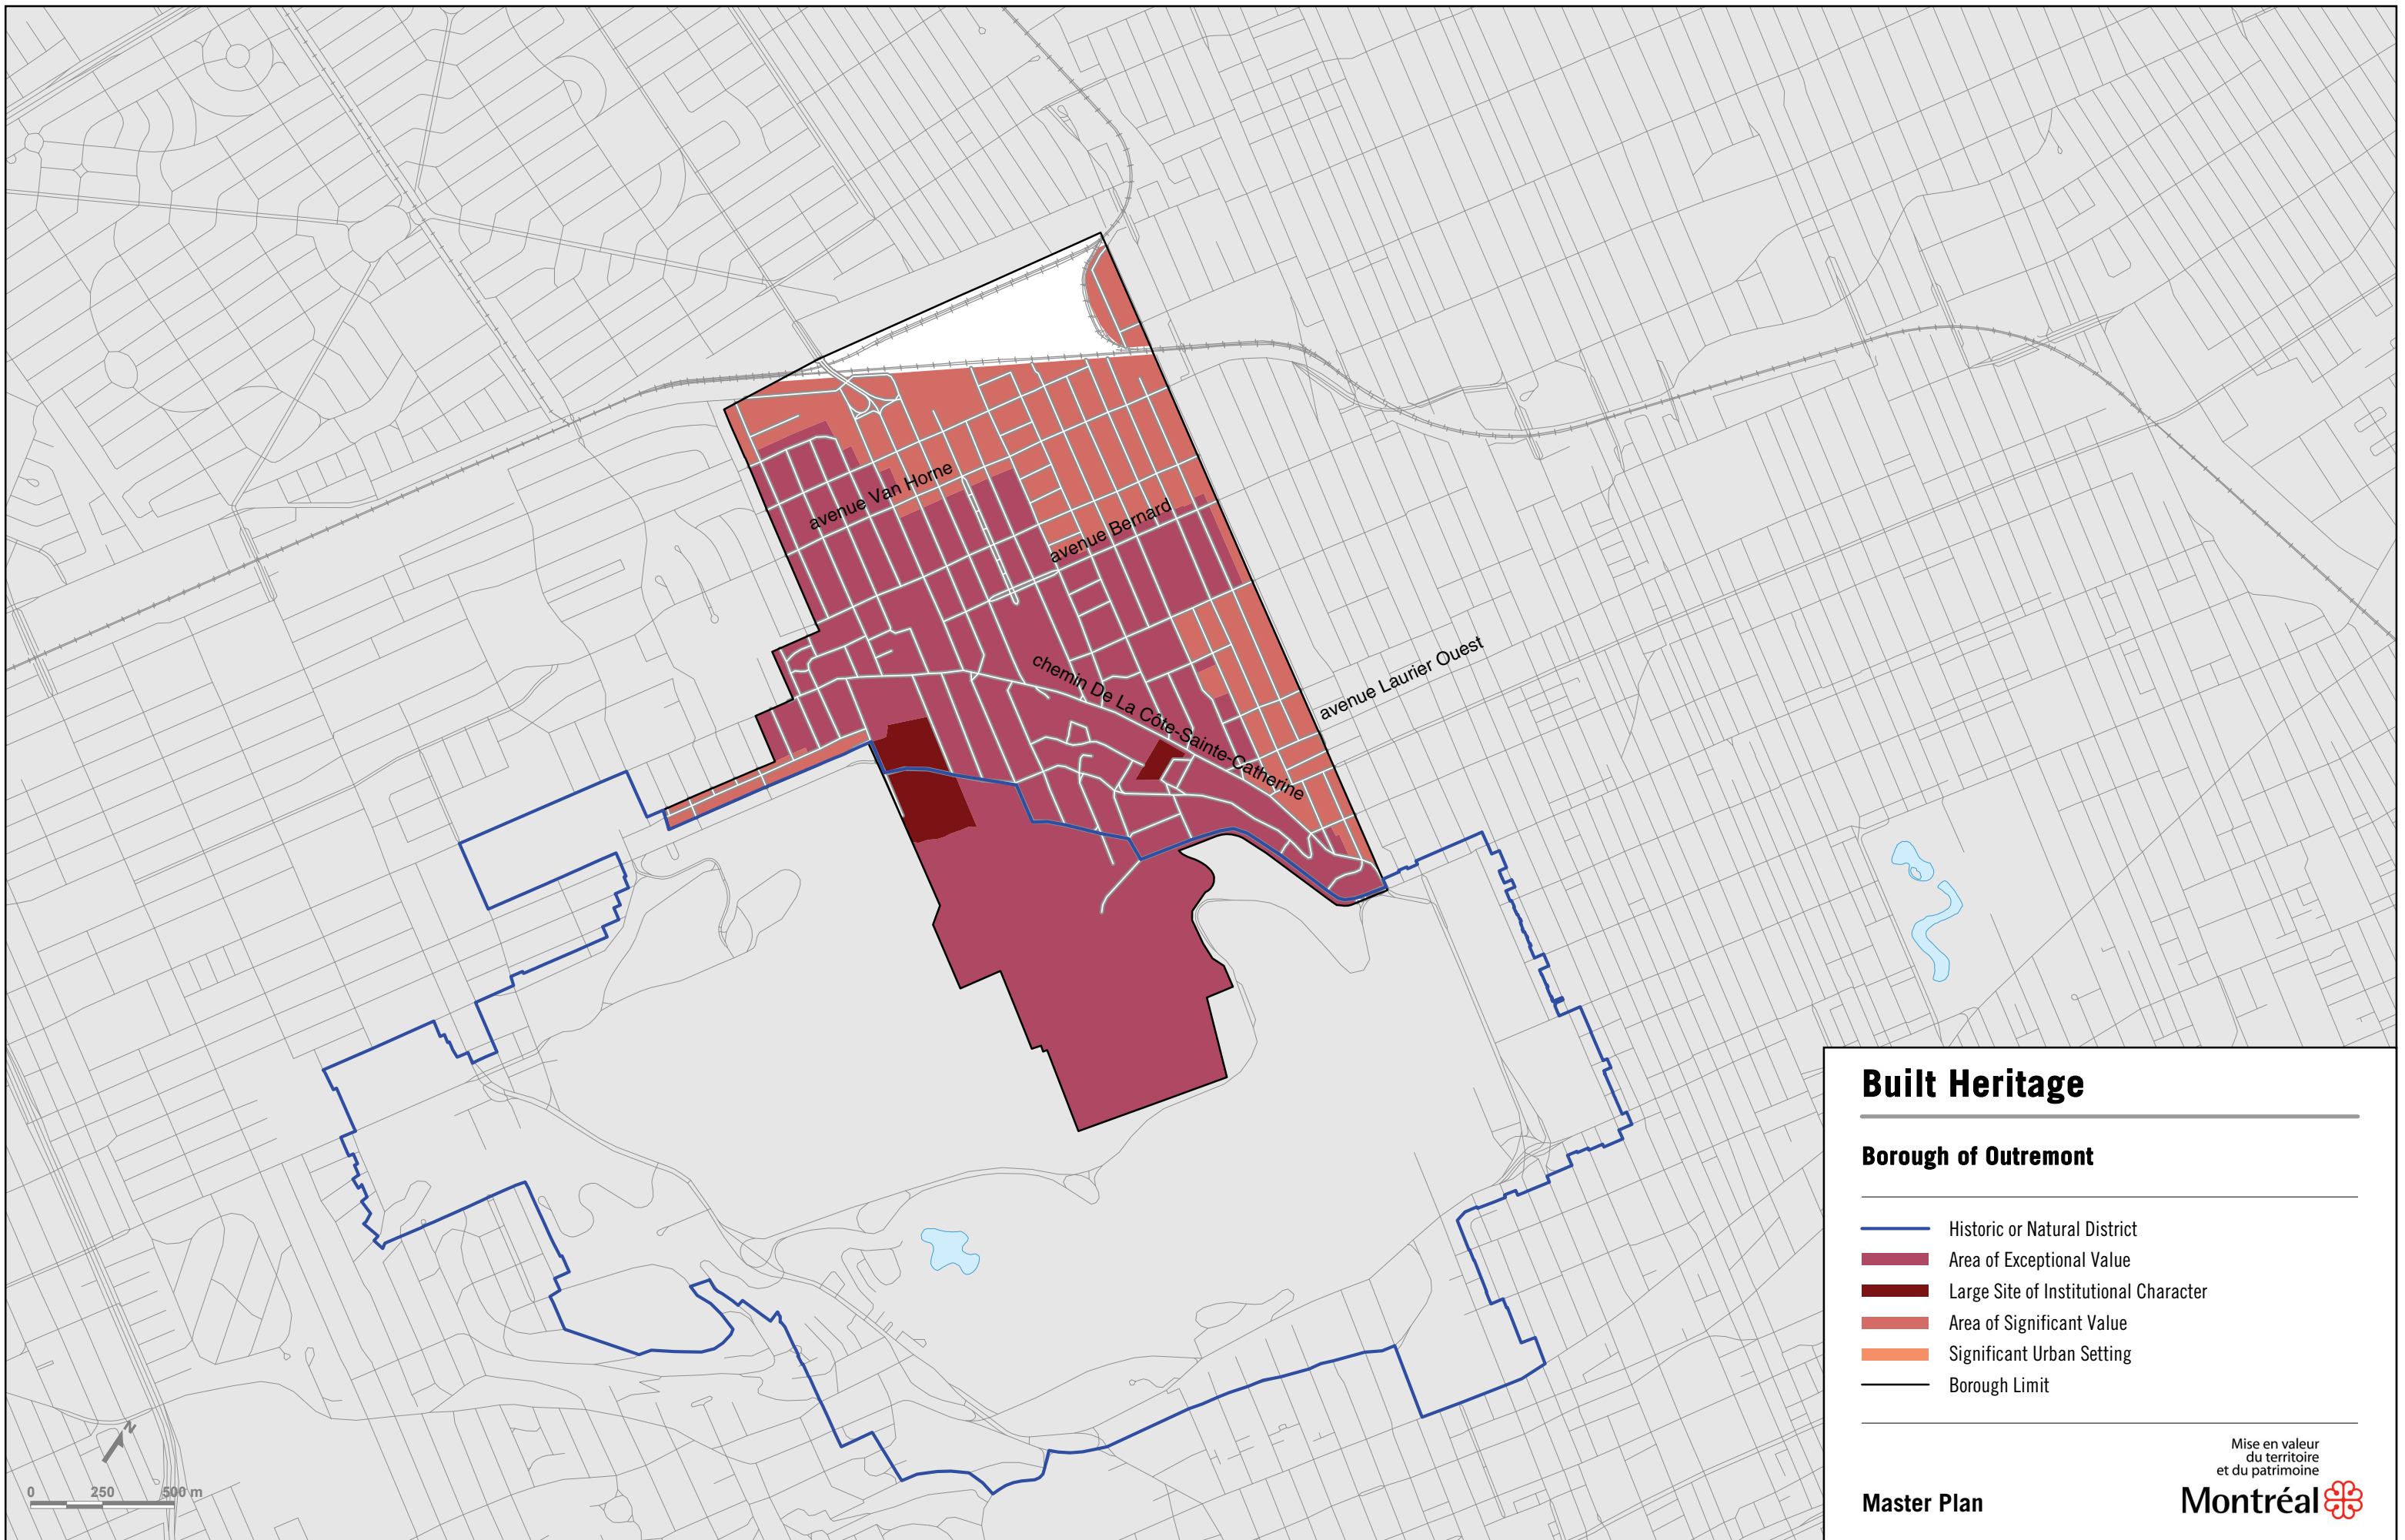 avenue Van Horne
avenue Bernard
chemin De La Côte-Sainte-Catherine
avenue Laurier Ouest
Built Heritage
Borough of Outremont
Historic or Natural District
Area of Exceptional Value
Large Site of Institutional Character
Area of Significant Value
Significant Urban Setting
Borough Limit
Mise en valeur
du territoire
et du patrimoine
Master Plan
Montréal
N
0 250 500 m